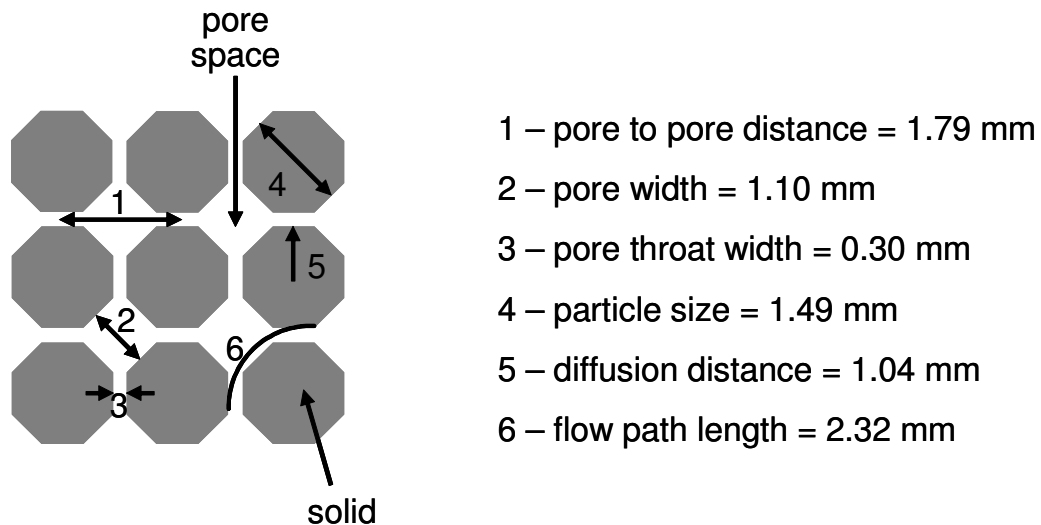 pore
space
4
1
5
2
6
3
solid
1 – pore to pore distance = 1.79 mm
2 – pore width = 1.10 mm
3 – pore throat width = 0.30 mm
4 – particle size = 1.49 mm
5 – diffusion distance = 1.04 mm
6 – flow path length = 2.32 mm